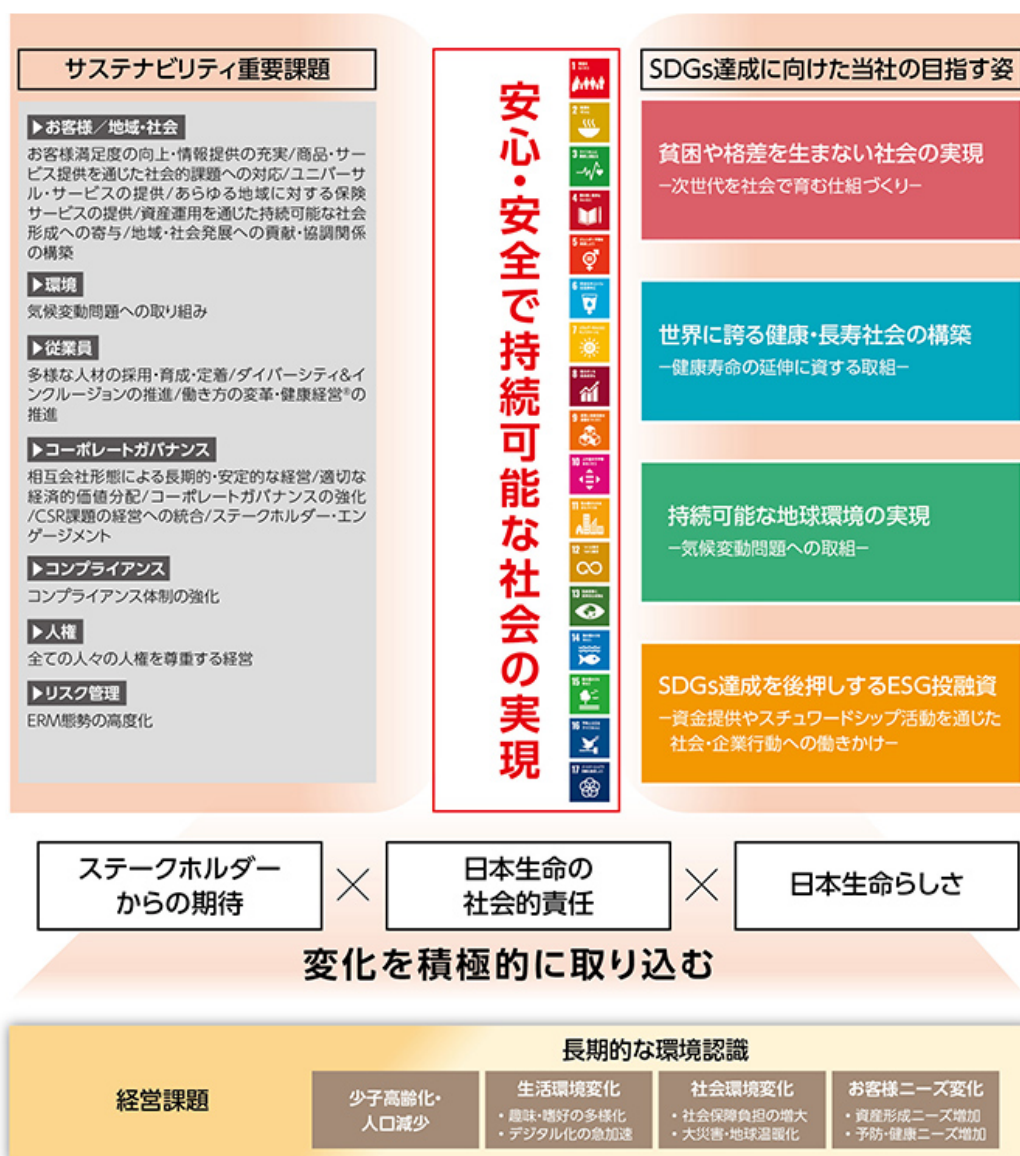 サステナビリティ重要課題
▶お客様／地域・社会
お客様満足度の向上・情報提供の充実/商品・サー
ビス提供を通じた社会的課題への対応/ユニバーサ
ル・サービスの提供/あらゆる地域に対する保険
サービスの提供/資産運用を通じた持続可能な社会
形成への寄与/地域・社会発展への貢献・協調関係
の構築
▶環境
気候変動問題への取り組み
▶従業員
多様な人材の採用・育成・定着/ダイバーシティ&イ
ンクルージョンの推進/働き方の変革・健康経営®の
推進
▶コーポレートガバナンス
相互会社形態による長期的・安定的な経営/適切な
経済的価値分配/コーポレートガバナンスの強化
/CSR課題の経営への統合/ステークホルダー・エン
ゲージメント
▶コンプライアンス
コンプライアンス体制の強化
▶人権
全ての人々の人権を尊重する経営
▶リスク管理
ERM態勢の高度化
安心・安全で持続可能な社会の実現
1
2
3
4
5
6
7
8
9
10
11
12
13
14
15
16
17
SDGs達成に向けた当社の目指す姿
貧困や格差を生まない社会の実現
−次世代を社会で育む仕組づくり−
世界に誇る健康・長寿社会の構築
−健康寿命の延伸に資する取組−
持続可能な地球環境の実現
−気候変動問題への取組−
SDGs達成を後押しするESG投融資
−資金提供やスチュワードシップ活動を通じた
社会・企業行動への働きかけ−
ステークホルダー
からの期待
×
日本生命の
社会的責任
×
日本生命らしさ
変化を積極的に取り込む
経営課題
長期的な環境認識
少子高齢化・
人口減少
生活環境変化
・趣味・嗜好の多様化
・デジタル化の急加速
社会環境変化
・社会保障負担の増大
・大災害・地球温暖化
お客様ニーズ変化
・資産形成ニーズ増加
・予防・健康ニーズ増加